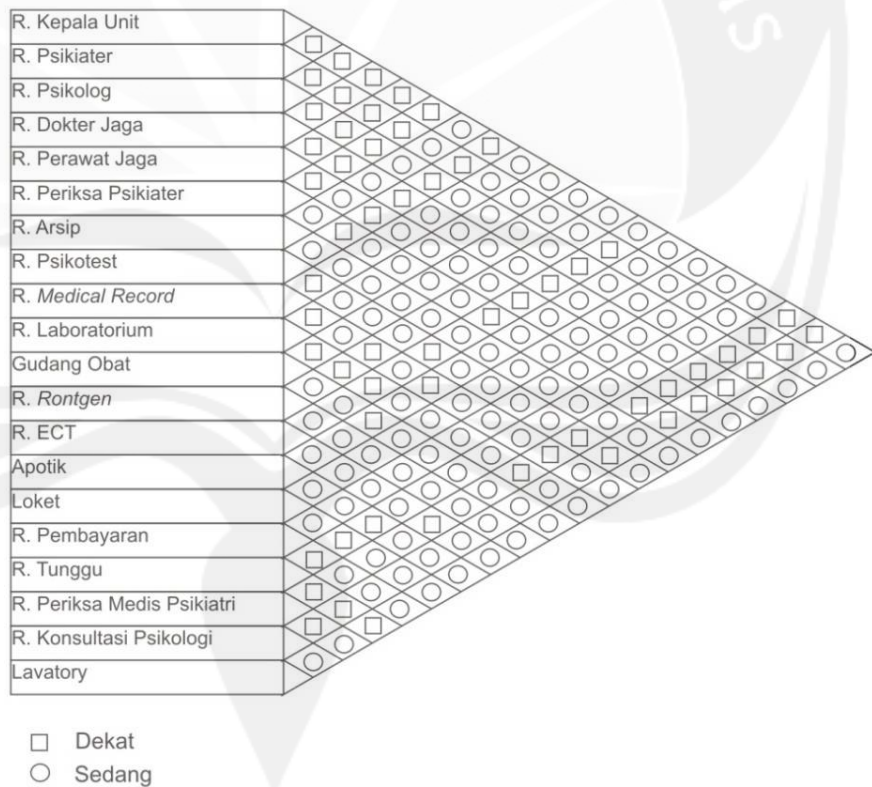 R. Kepala Unit
R. Psikiater
R. Psikolog
R. Dokter Jaga
R. Perawat Jaga
R. Periksa Psikiater
R. Arsip
R. Psikotest
R. Medical Record
R. Laboratorium
Gudang Obat
R. Rontgen
R. ECT
Apotik
Loket
R. Pembayaran
R. Tunggu
R. Periksa Medis Psikiatri
R. Konsultasi Psikologi
Lavatory
Dekat
Sedang